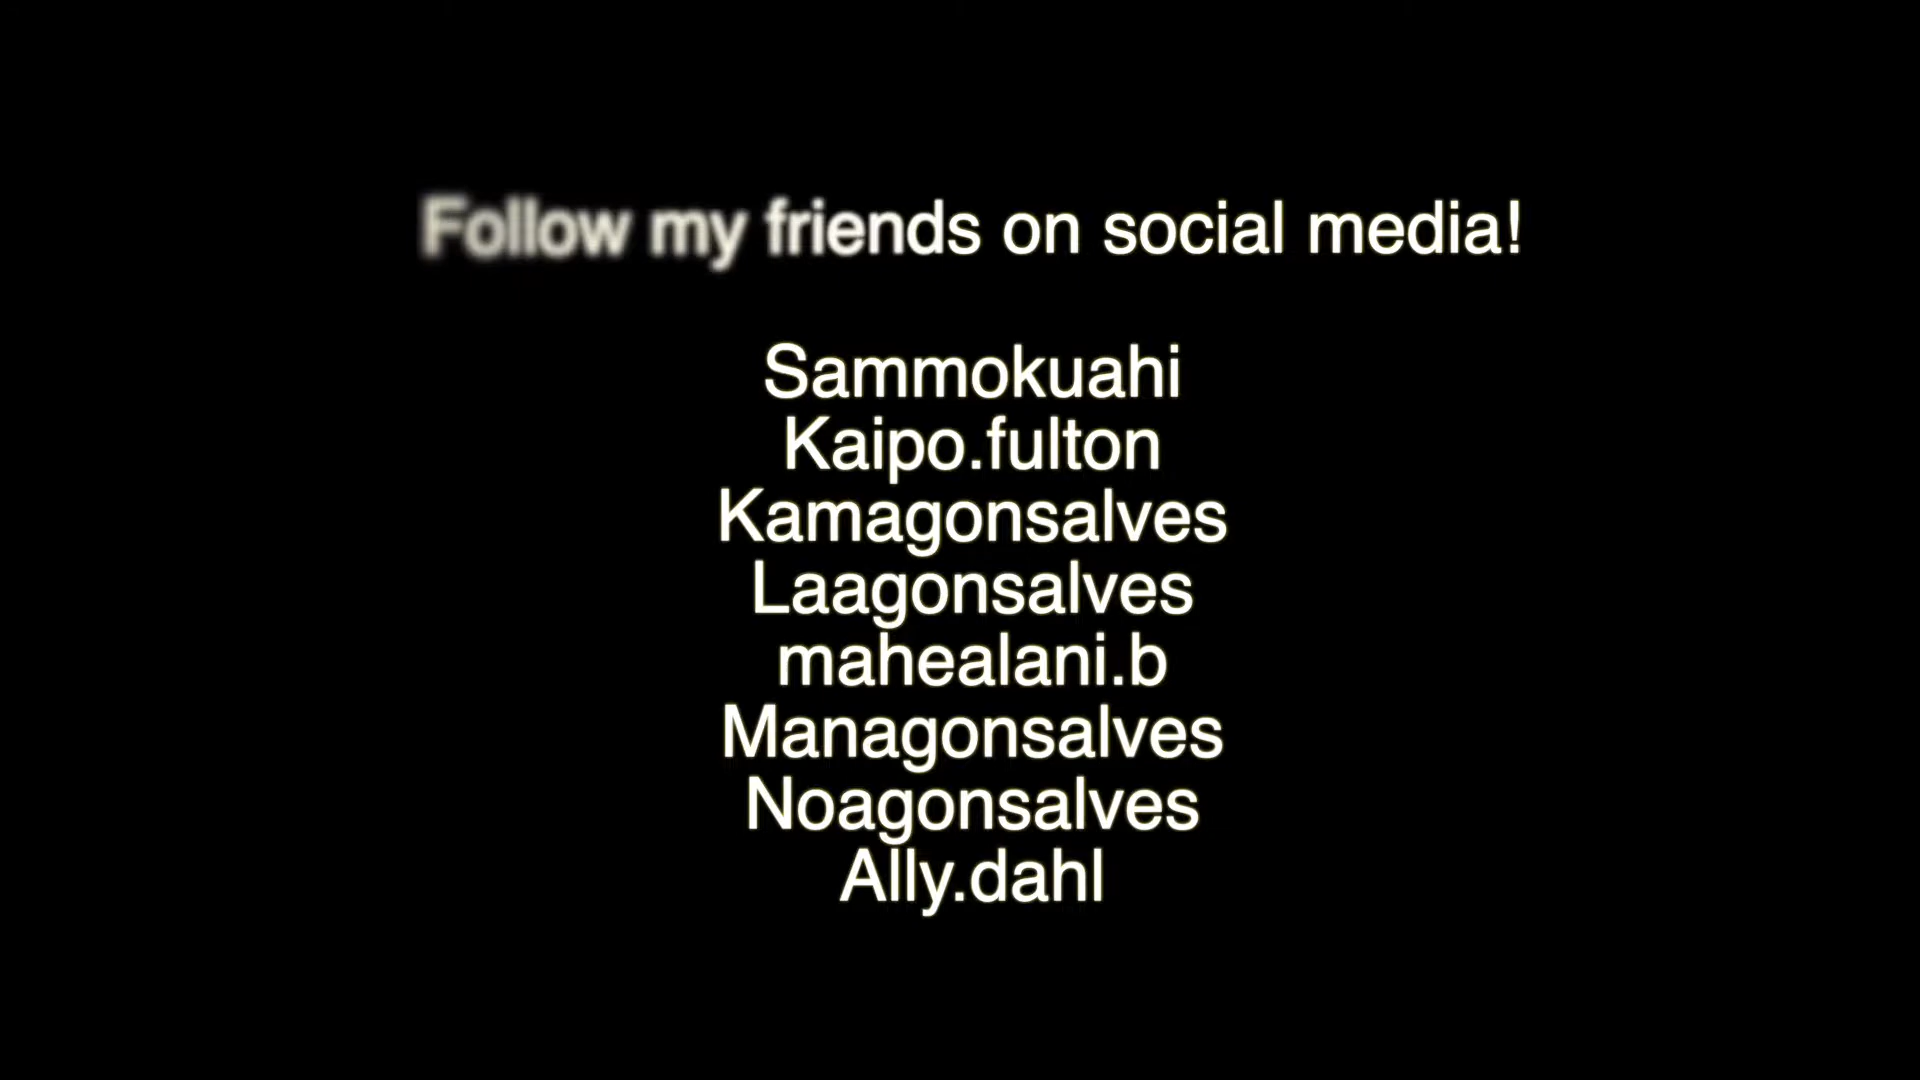 Follow my friends on social media!
Sammokuahi
Kaipo.fulton
Kamagonsalves
Laagonsalves
mahealani.b
Managonsalves
Noagonsalves
Ally.dahl